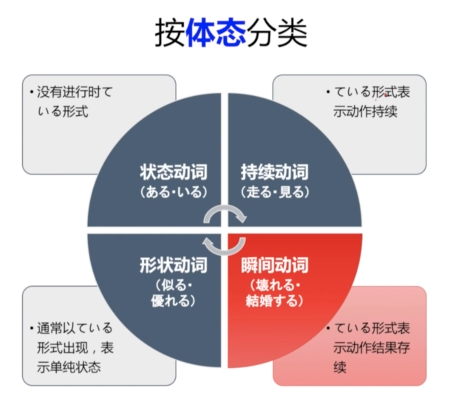 按体态分类
• 没有进行时て
いる形式
• ている形式表
示动作持续
状态动词
（ある・いる）
持续动词
（走る・見る）
形状动词
（似る・
優れる）
瞬间动词
（壊れる・
結婚する）
• 通常以ている
形式出现，表
示单纯状态
• ている形式表
示动作结果存
续